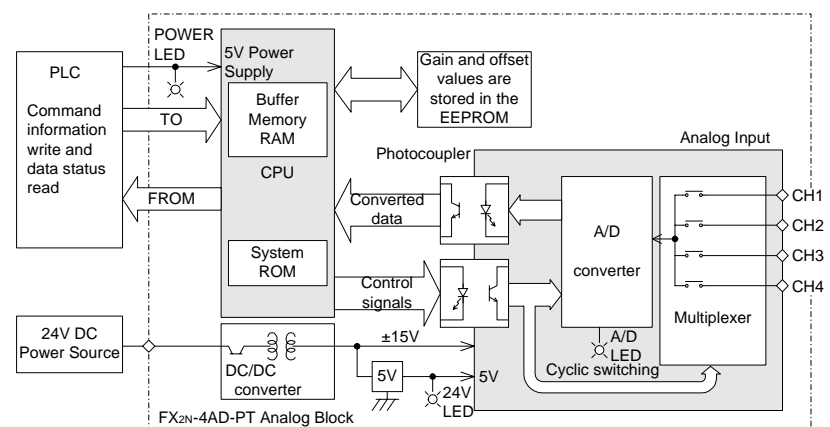 POWER
LED
PLC
Command
information
write and
data status
read
TO
FROM
5V Power
Supply
Buffer
Memory
RAM
CPU
System
ROM
Gain and offset
values are
stored in the
EEPROM
Analog Input
Photocoupler
Converted
data
Control
signals
A/D
converter
A/D
LED
Multiplexer
Cyclic switching
CH1
CH2
CH3
CH4
24V DC
Power Source
DC/DC
converter
±15V
5V
5V
24V
LED
FX2N-4AD-PT Analog Block